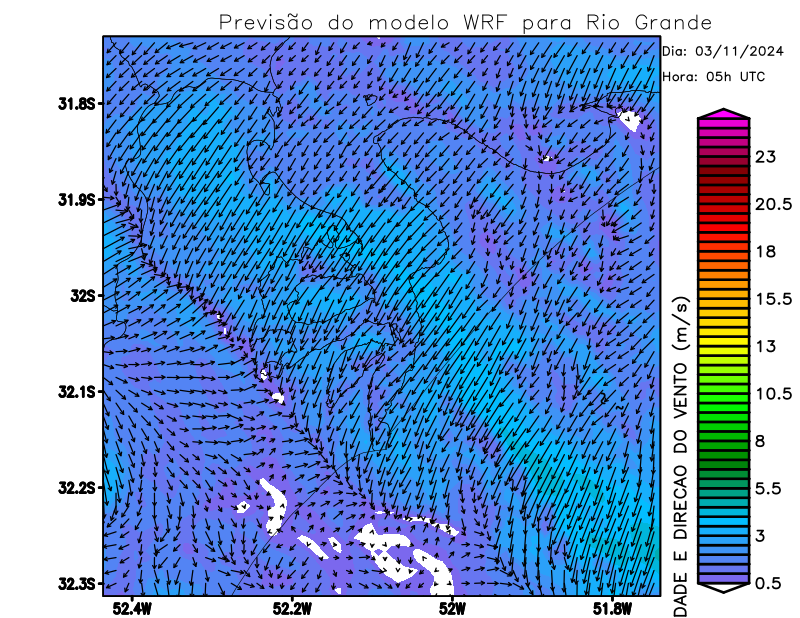 Previsão do modelo WRF para Rio Grande
Dia: 03/11/2024
Hora: 05h UTC
31.8S
31.9S
32S
32.1S
32.2S
32.3S
52.4W
52.2W
52W
51.8W
23
20.5
18
15.5
13
10.5
8
5.5
3
0.5
DADE E DIRECAO DO VENTO (m/s)